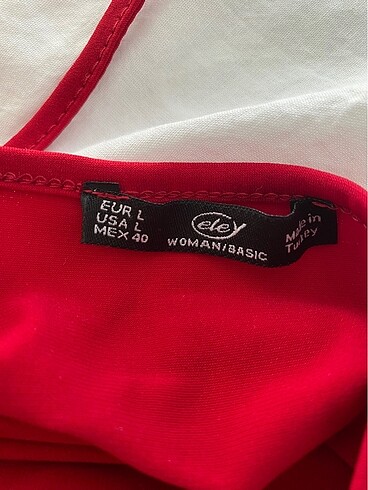 EUR L
USA L
MEX 40
eley
WOMAN/BASIC
Made in
Turkey